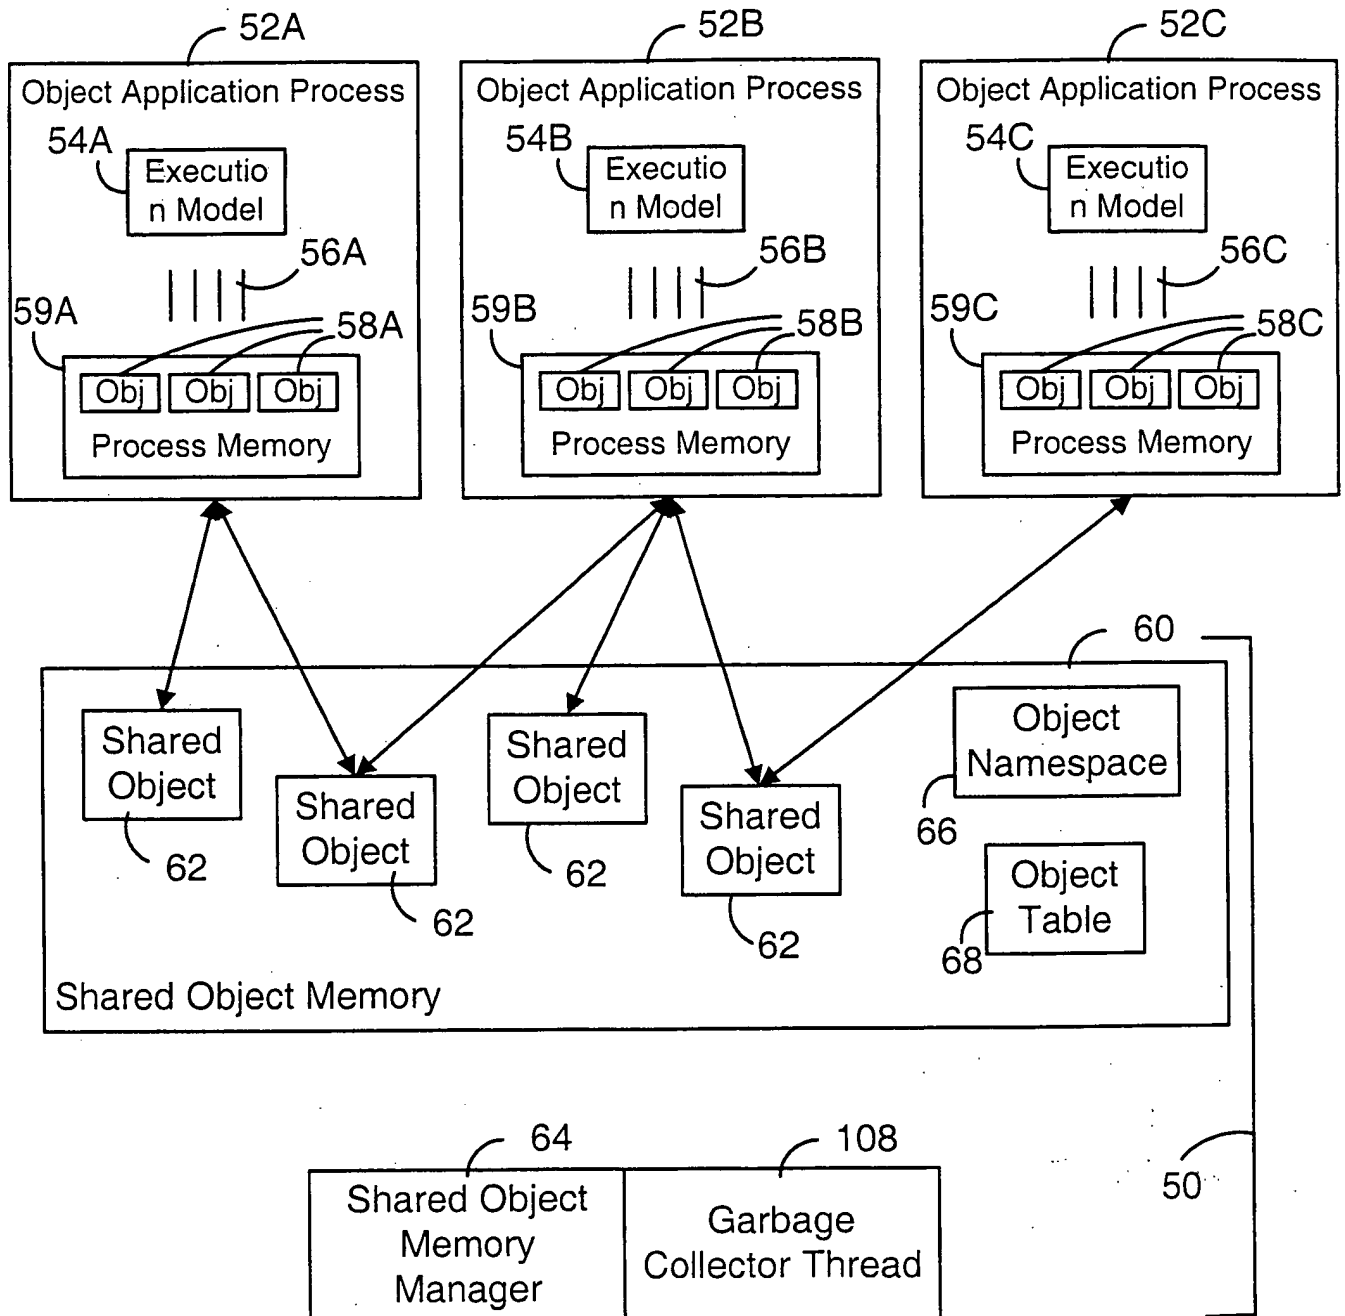 52A
52B
52C
Object Application Process
Object Application Process
Object Application Process
54A
54B
54C
Executio
n Model
Executio
n Model
Executio
n Model
56A
56B
56C
59A
59B
59C
58A
58B
58C
Obj Obj Obj
Obj Obj Obj
Obj Obj Obj
Process Memory
Process Memory
Process Memory
60
Shared
Object
62
Shared
Object
62
Shared
Object
62
Shared
Object
62
Object
Namespace
66
Object
Table
68
Shared Object Memory
64
108
50
Shared Object
Memory
Manager
Garbage
Collector Thread